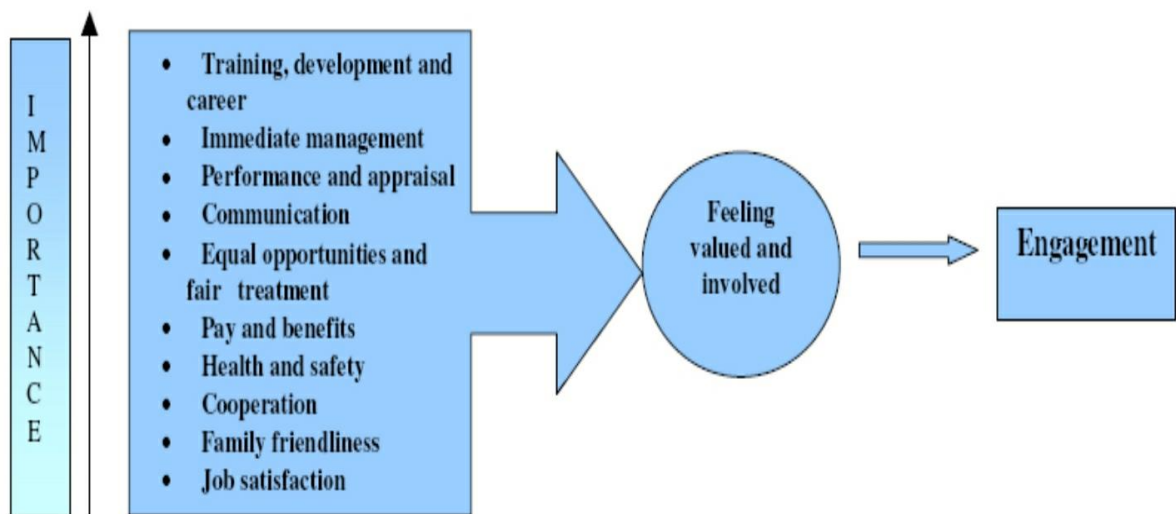 IMPORTANCE
• Training, development and
career
• Immediate management
• Performance and appraisal
• Communication
• Equal opportunities and
fair treatment
• Pay and benefits
• Health and safety
• Cooperation
• Family friendliness
• Job satisfaction
Feeling
valued and
involved
Engagement